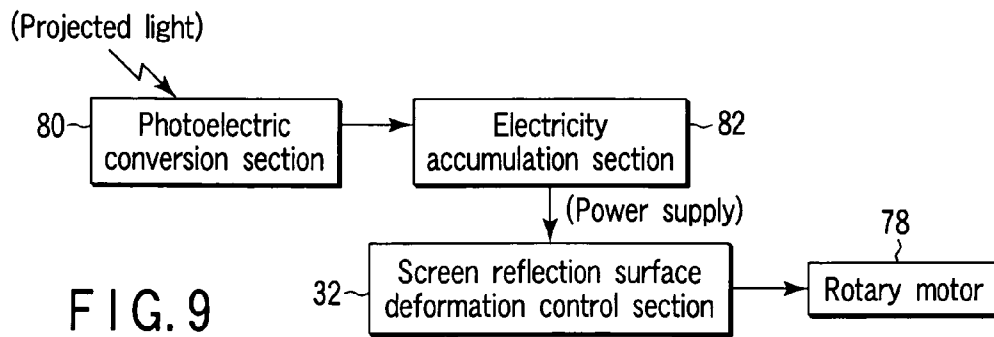 (Projected light)
80
Photoelectric
conversion section
Electricity
accumulation section
82
(Power supply)
78
32
Screen reflection surface
deformation control section
Rotary motor
FIG. 9